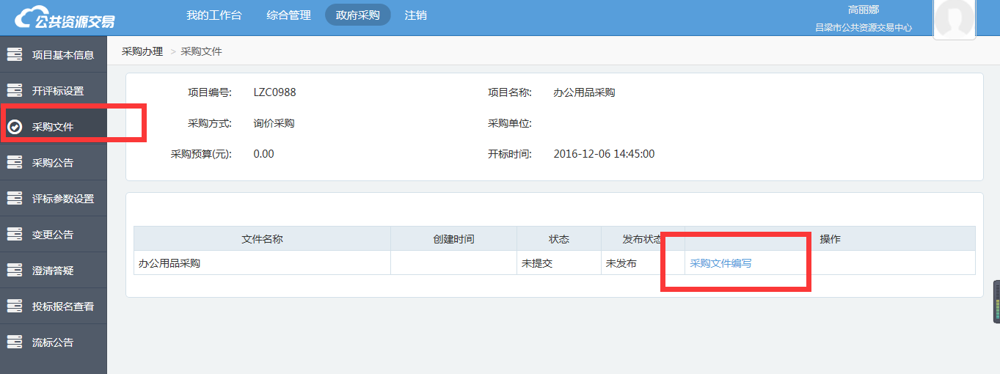 公共资源交易
我的工作台 综合管理 政府采购 注销
高丽娜
吕梁市公共资源交易中心
项目基本信息
开评标设置
采购文件
采购公告
评标参数设置
变更公告
澄清答疑
投标报名查看
流标公告
采购办理 > 采购文件
项目编号: LZC0988 项目名称: 办公用品采购
采购方式: 询价采购 采购单位:
采购预算(元): 0.00 开标时间: 2016-12-06 14:45:00
文件名称 创建时间 状态 发布状态 操作
办公用品采购 未提交 未发布 采购文件编写